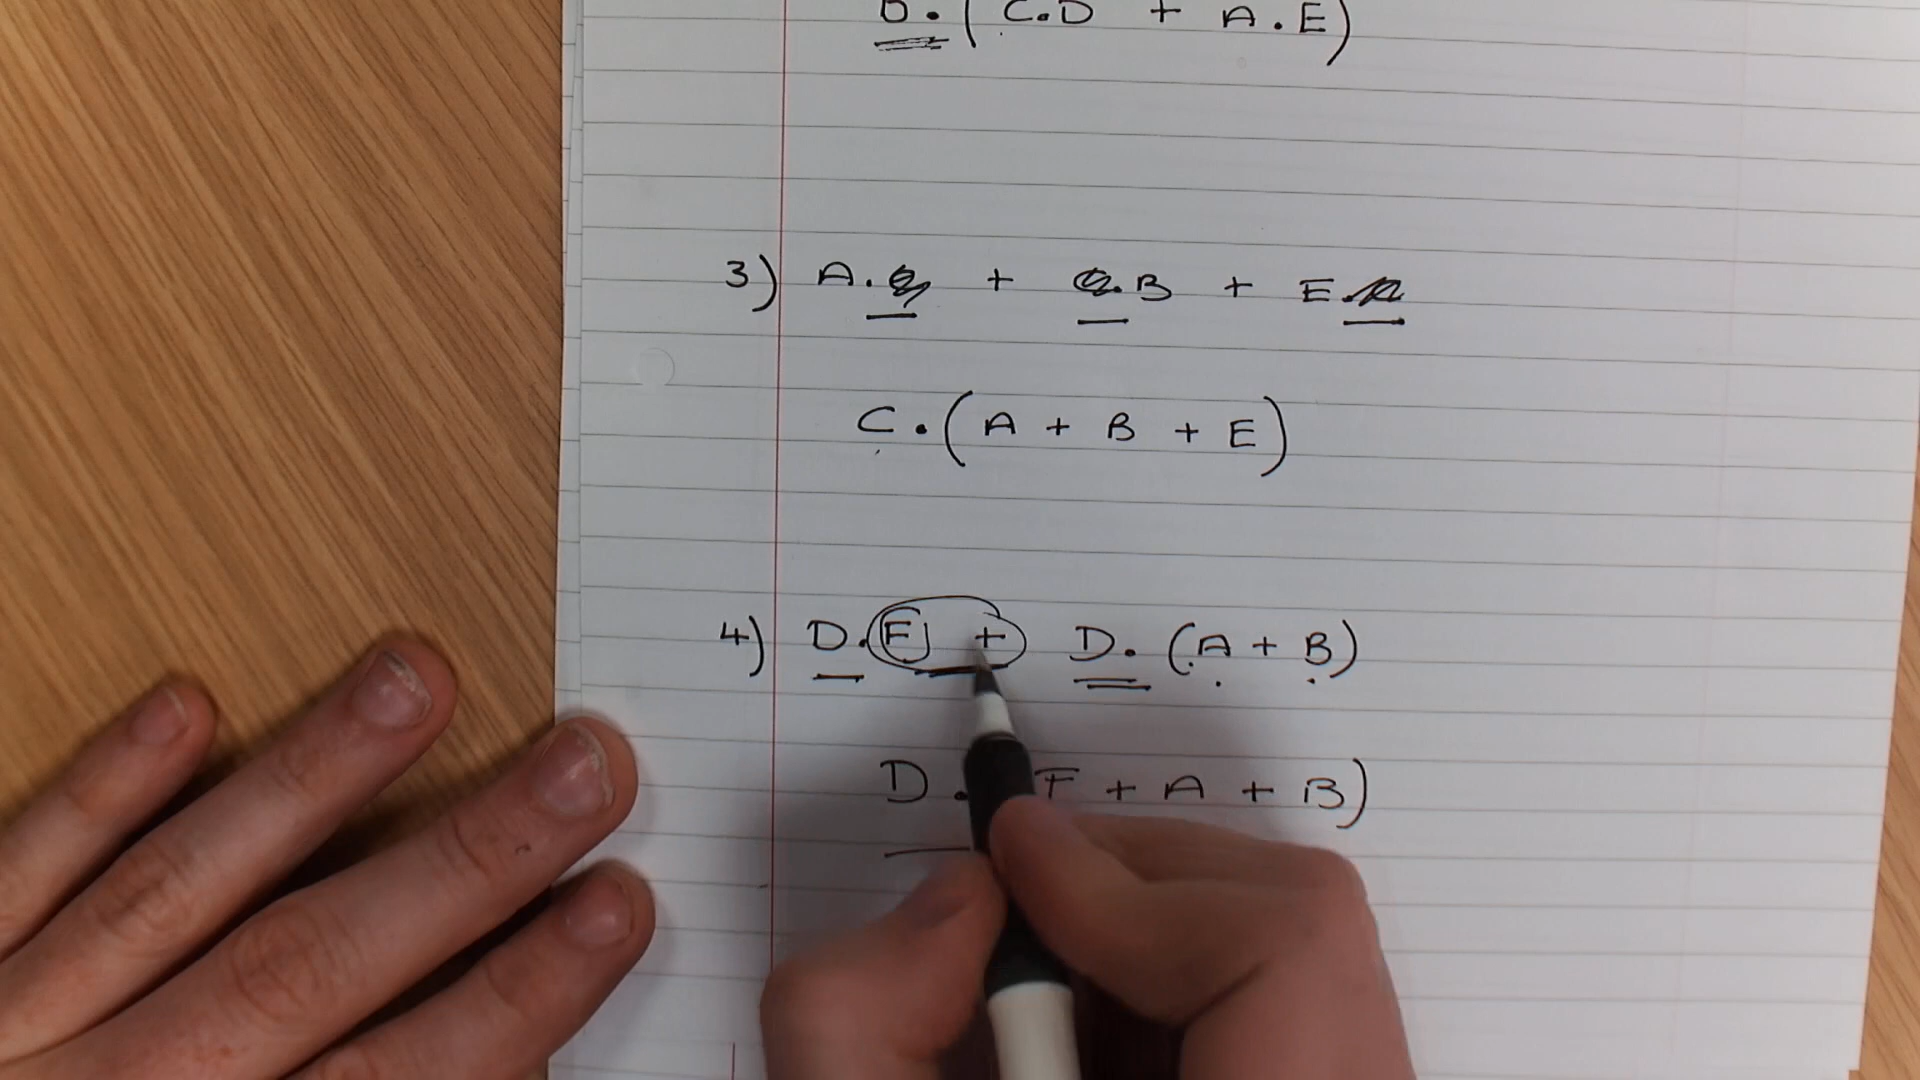 B.(C.D + A.E)
3) A. + .B + E.
C.(A + B + E)
4) D.E + D.(A + B)
D. + A + B)